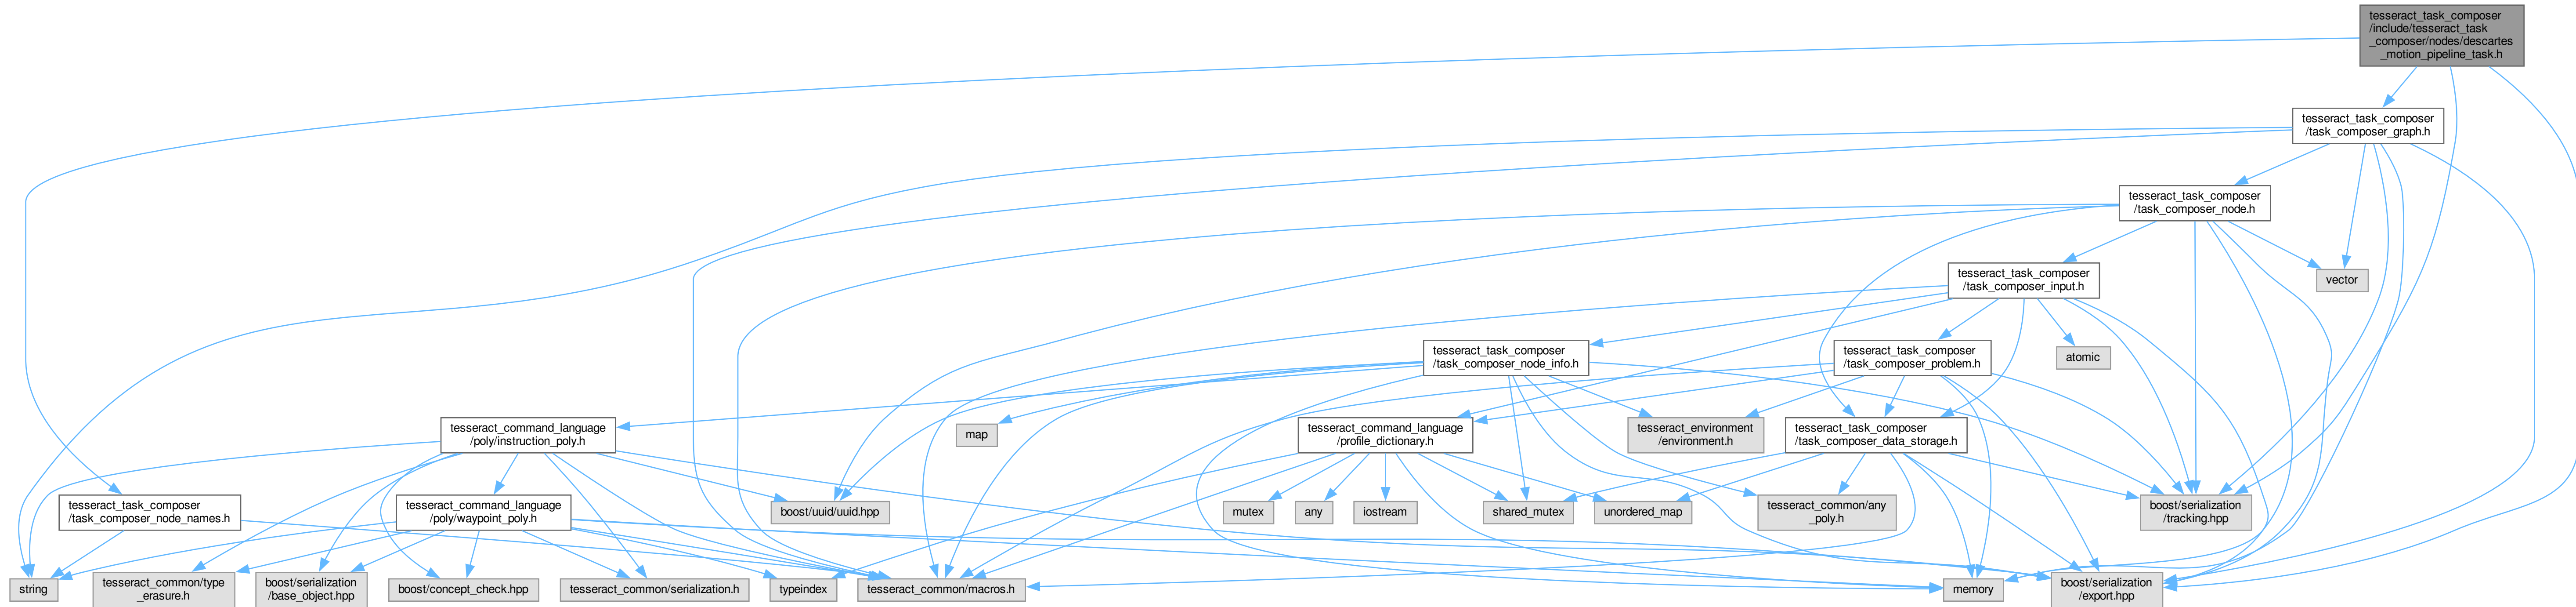 tesseract_task_composer
/include/tesseract_task
_composer/nodes/descartes
_motion_pipeline_task.h
tesseract_task_composer
/task_composer_graph.h
tesseract_task_composer
/task_composer_node.h
tesseract_task_composer
/task_composer_input.h
vector
tesseract_task_composer
/task_composer_node_info.h
tesseract_task_composer
/task_composer_problem.h
atomic
tesseract_command_language
/poly/instruction_poly.h
map
tesseract_command_language
/profile_dictionary.h
tesseract_environment
/environment.h
tesseract_task_composer
/task_composer_data_storage.h
tesseract_task_composer
/task_composer_node_names.h
tesseract_command_language
/poly/waypoint_poly.h
boost/uuid/uuid.hpp
mutex
any
iostream
shared_mutex
unordered_map
tesseract_common/any
_poly.h
boost/serialization
/tracking.hpp
string
tesseract_common/type
_erasure.h
boost/serialization
/base_object.hpp
boost/concept_check.hpp
tesseract_common/serialization.h
typeindex
tesseract_common/macros.h
memory
boost/serialization
/export.hpp